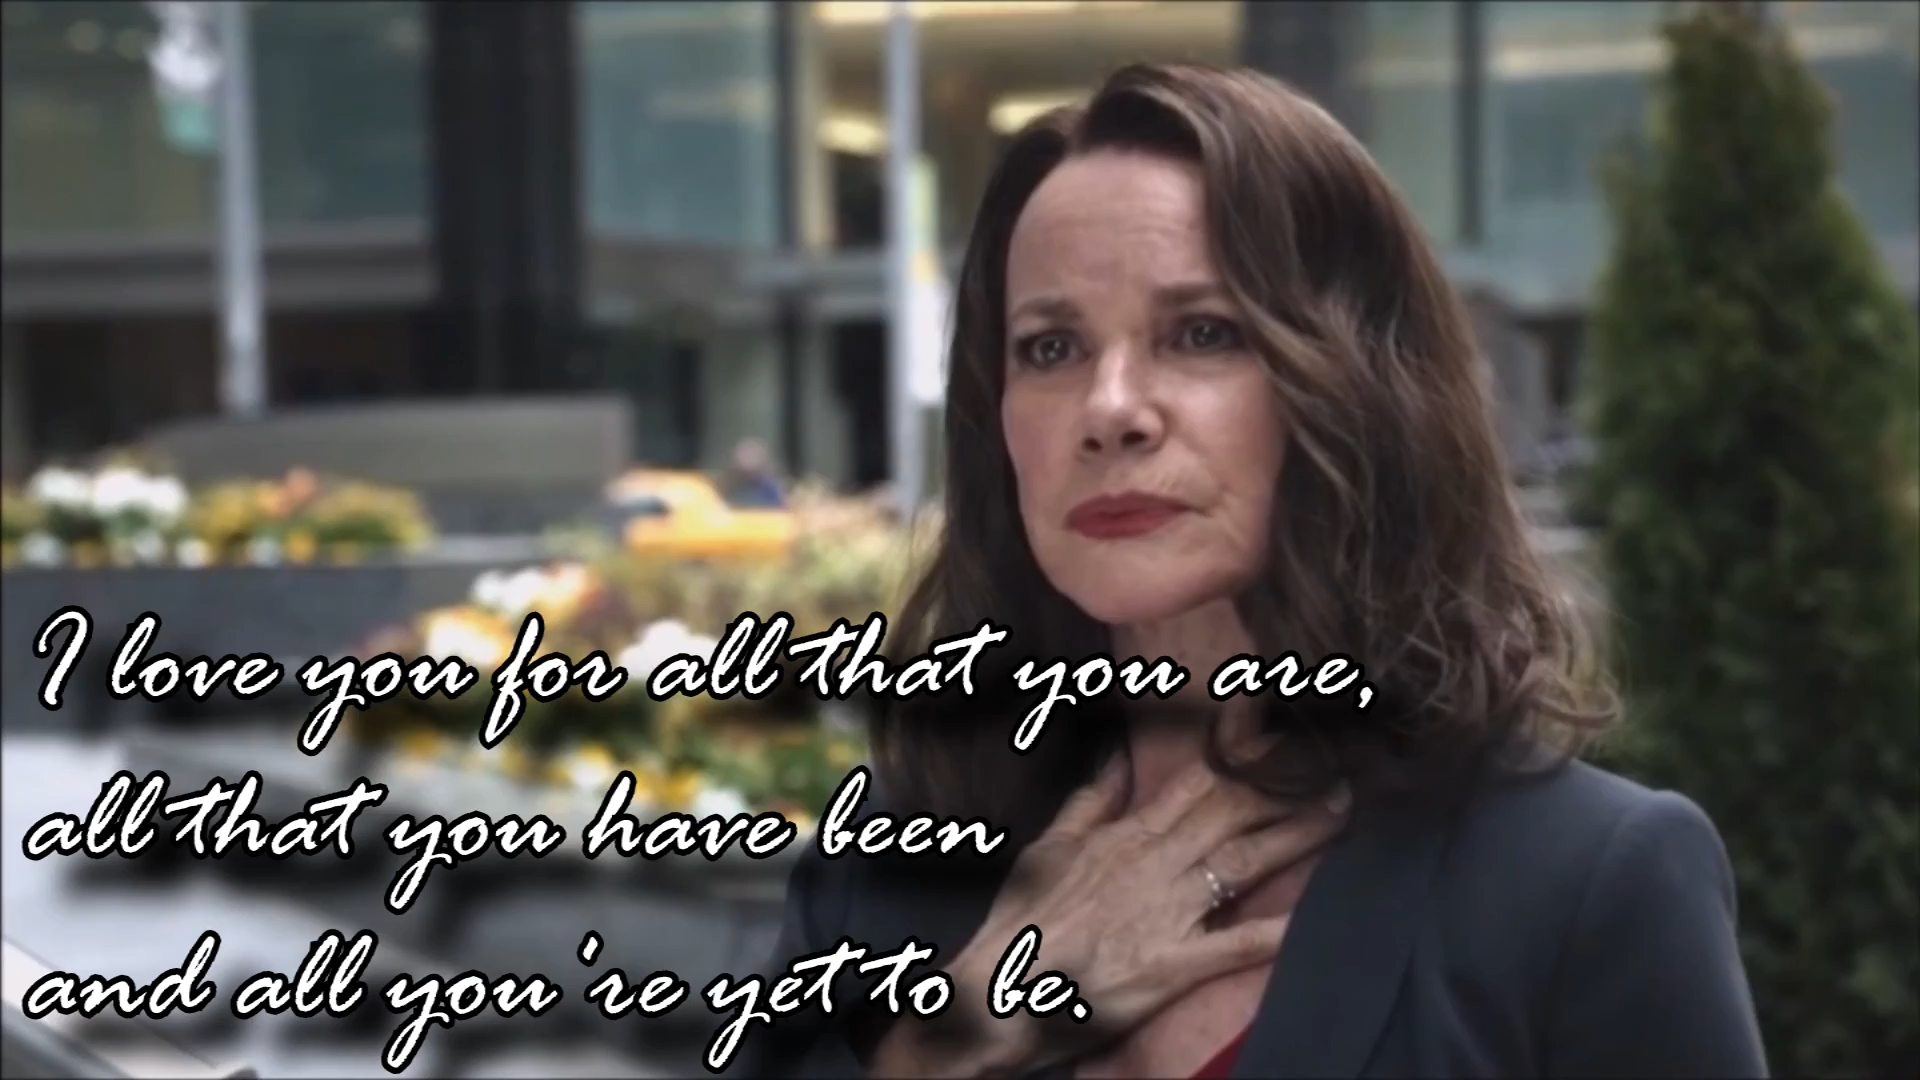 I love you for all that you are,
all that you have been
and all you're yet to be.